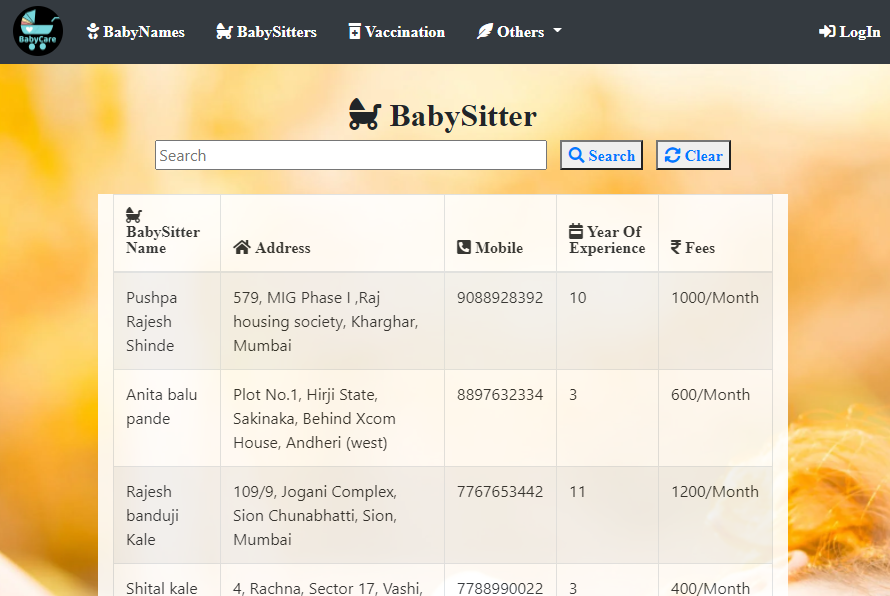 BabyCare
BabyNames
BabySitters
Vaccination
Others
LogIn
BabySitter
Search
Search
Clear
BabySitter
Name
Address
Mobile
Year Of
Experience
₹ Fees
Pushpa
Rajesh
Shinde
579, MIG Phase I ,Raj
housing society, Kharghar,
Mumbai
9088928392
10
1000/Month
Anita balu
pande
Plot No.1, Hirji State,
Sakinaka, Behind Xcom
House, Andheri (west)
8897632334
3
600/Month
Rajesh
banduji
Kale
109/9, Jogani Complex,
Sion Chunabhatti, Sion,
Mumbai
7767653442
11
1200/Month
Shital kale
4, Rachna, Sector 17, Vashi,
7788990022
3
400/Month